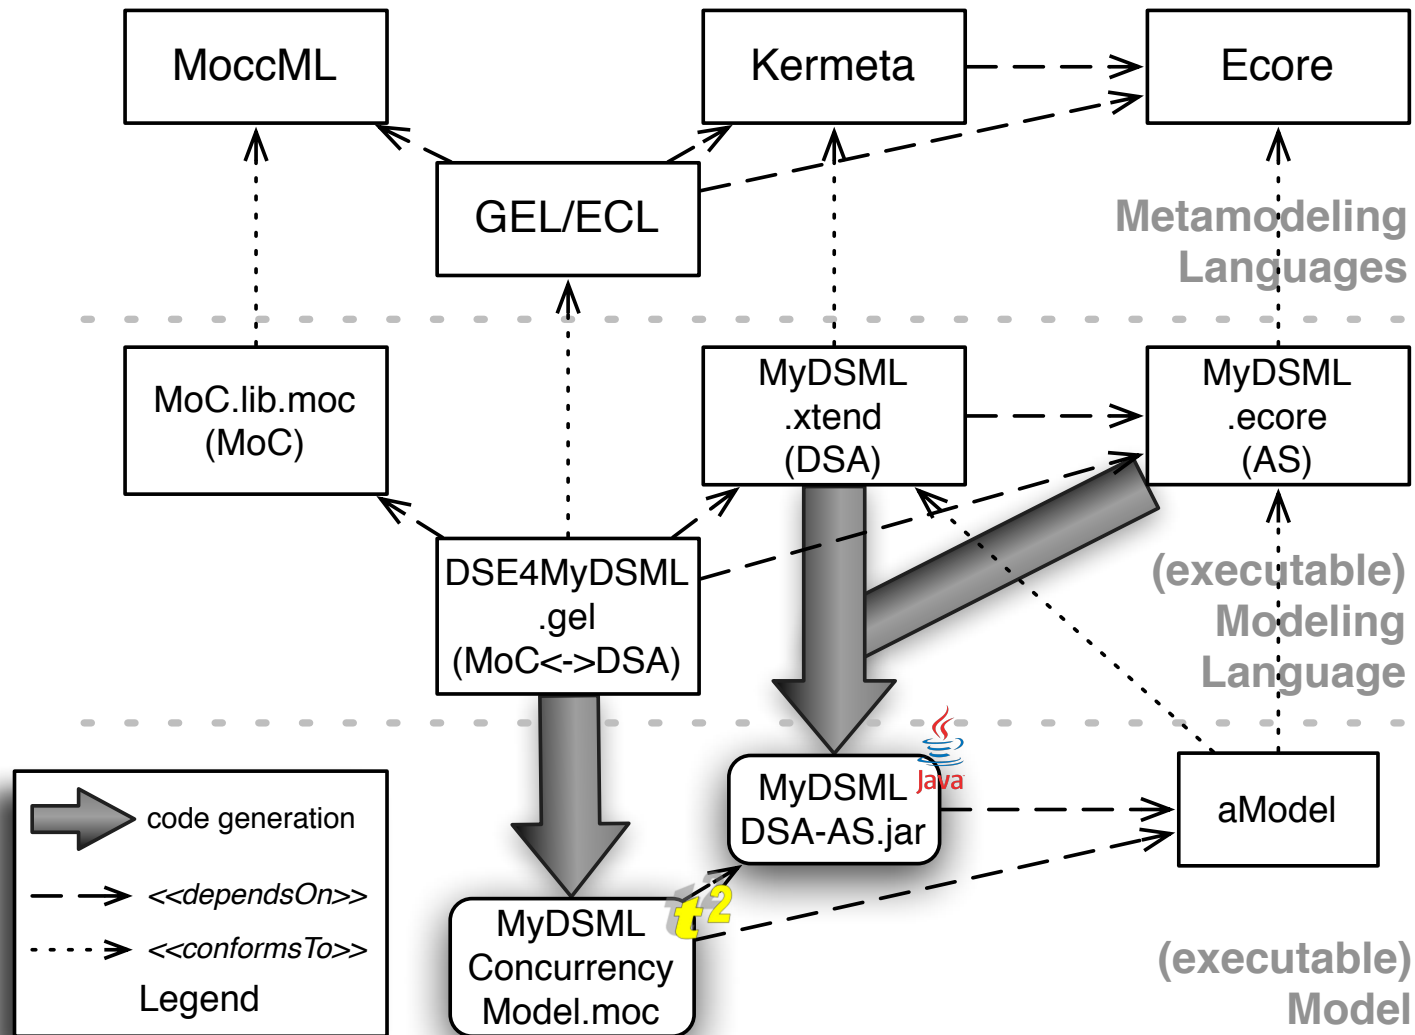 MoccML
Kermeta
Ecore
GEL/ECL
Metamodeling
Languages
MoC.lib.moc
(MoC)
MyDSML
.xtend
(DSA)
MyDSML
.ecore
(AS)
DSE4MyDSML
.gel
(MoC<->DSA)
(executable)
Modeling
Language
MyDSML
DSA-AS.jar
Java
aModel
t2
MyDSML
Concurrency
Model.moc
(executable)
Model
code generation
<<dependsOn>>
<<conformsTo>>
Legend